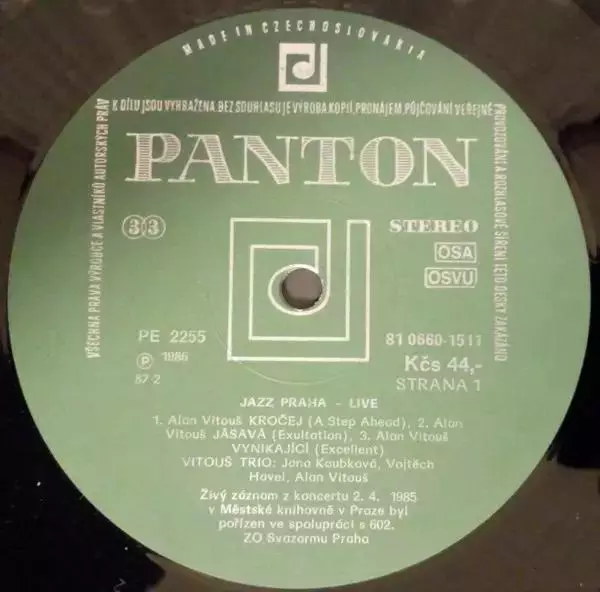 MADE IN CZECHOSLOVAKIA
VŠECHNA PRÁVA VÝROBCE A VLASTNÍKŮ AUTORSKÝCH PRÁV
K DÍLU JSOU VYHRAŽENA. BEZ SOUHLASU JE VÝROBA KOPIÍ, PRONÁJEM, PŮJČOVÁNÍ VEŘEJNÉ
PROVOZOVÁNÍ A ROZHLASOVÉ ŠÍŘENÍ TÉTO DESKY ZAKÁZÁNO
PANTON
33
STEREO
OSA
OSVU
PE 2255
81 0660-1511
Ⓟ 1986
Kčs 44,-
87-2
STRANA 1
JAZZ PRAHA - LIVE
1. Alan Vitouš KROČEJ (A Step Ahead), 2. Alan
Vitouš JÁSAVÁ (Exultation), 3. Alan Vitouš
VYNIKAJÍCÍ (Excellent)
VITOUŠ TRIO: Jana Koubková, Vojtěch
Havel, Alan Vitouš
Živý záznam z koncertu 2. 4. 1985
v Městské knihovně v Praze byl
pořízen ve spolupráci s 602.
ZO Svazarmu Praha